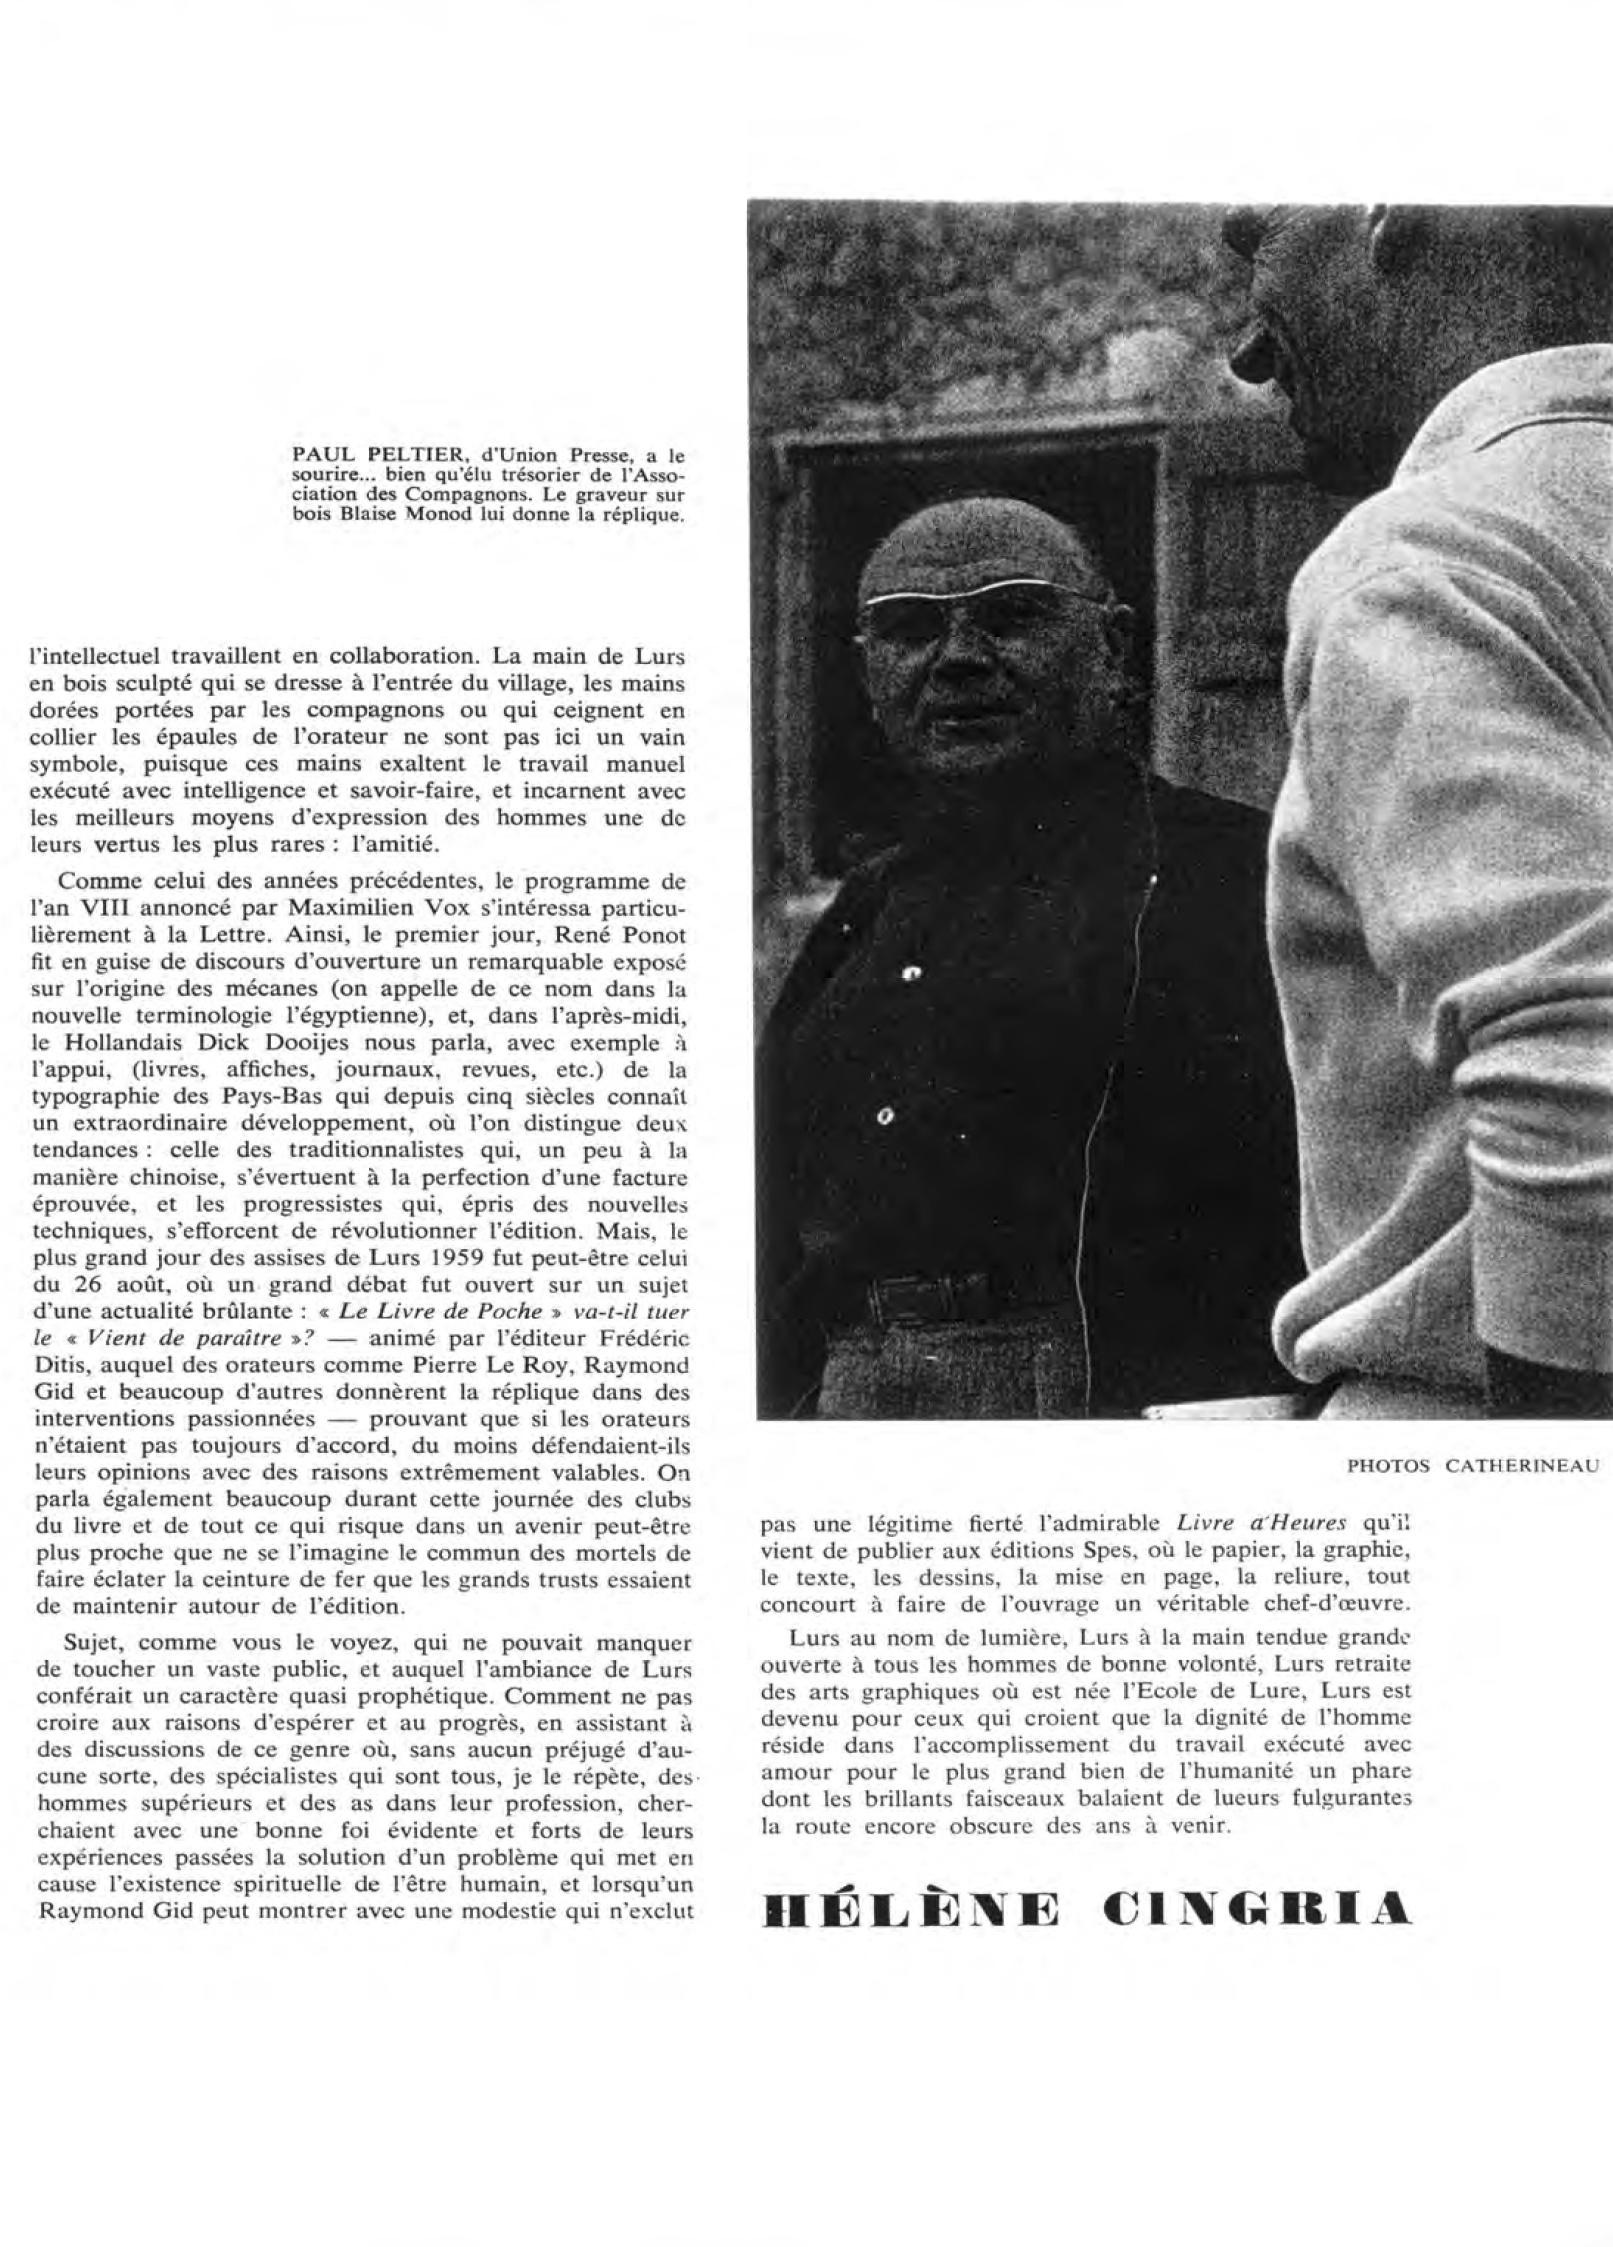 PAUL PELTIER, d'Union Presse, a le
sourire... bien qu'élu trésorier de l'Asso-
ciation des Compagnons. Le graveur sur
bois Blaise Monod lui donne la réplique.
l'intellectuel travaillent en collaboration. La main de Lurs
en bois sculpté qui se dresse à l'entrée du village, les mains
dorées portées par les compagnons ou qui ceignent en
collier les épaules de l'orateur ne sont pas ici un vain
symbole, puisque ces mains exaltent le travail manuel
exécuté avec intelligence et savoir-faire, et incarnent avec
les meilleurs moyens d'expression des hommes une de
leurs vertus les plus rares : l'amitié.
Comme celui des années précédentes, le programme de
l'an VIII annoncé par Maximilien Vox s'intéressa particu-
lièrement à la Lettre. Ainsi, le premier jour, René Ponot
fit en guise de discours d'ouverture un remarquable exposé
sur l'origine des mécanes (on appelle de ce nom dans la
nouvelle terminologie l'égyptienne), et, dans l'après-midi,
le Hollandais Dick Dooijes nous parla, avec exemple à
l'appui, (livres, affiches, journaux, revues, etc.) de la
typographie des Pays-Bas qui depuis cinq siècles connaît
un extraordinaire développement, où l'on distingue deux
tendances : celle des traditionnalistes qui, un peu à la
manière chinoise, s'évertuent à la perfection d'une facture
éprouvée, et les progressistes qui, épris des nouvelles
techniques, s'efforcent de révolutionner l'édition. Mais, le
plus grand jour des assises de Lurs 1959 fut peut-être celui
du 26 août, où un grand débat fut ouvert sur un sujet
d'une actualité brûlante : « Le Livre de Poche » va-t-il tuer
le « Vient de paraître »? — animé par l'éditeur Frédéric
Ditis, auquel des orateurs comme Pierre Le Roy, Raymond
Gid et beaucoup d'autres donnèrent la réplique dans des
interventions passionnées — prouvant que si les orateurs
n'étaient pas toujours d'accord, du moins défendaient-ils
leurs opinions avec des raisons extrêmement valables. On
parla également beaucoup durant cette journée des clubs
du livre et de tout ce qui risque dans un avenir peut-être
plus proche que ne se l'imagine le commun des mortels de
faire éclater la ceinture de fer que les grands trusts essaient
de maintenir autour de l'édition.
Sujet, comme vous le voyez, qui ne pouvait manquer
de toucher un vaste public, et auquel l'ambiance de Lurs
conférait un caractère quasi prophétique. Comment ne pas
croire aux raisons d'espérer et au progrès, en assistant à
des discussions de ce genre où, sans aucun préjugé d'au-
cune sorte, des spécialistes qui sont tous, je le répète, des
hommes supérieurs et des as dans leur profession, cher-
chaient avec une bonne foi évidente et forts de leurs
expériences passées la solution d'un problème qui met en
cause l'existence spirituelle de l'être humain, et lorsqu'un
Raymond Gid peut montrer avec une modestie qui n'exclut
PHOTOS CATHERINEAU
pas une légitime fierté l'admirable Livre d'Heures qu'il
vient de publier aux éditions Spes, où le papier, la graphie,
le texte, les dessins, la mise en page, la reliure, tout
concourt à faire de l'ouvrage un véritable chef-d'œuvre.
Lurs au nom de lumière, Lurs à la main tendue grande
ouverte à tous les hommes de bonne volonté, Lurs retraite
des arts graphiques où est née l'Ecole de Lure, Lurs est
devenu pour ceux qui croient que la dignité de l'homme
réside dans l'accomplissement du travail exécuté avec
amour pour le plus grand bien de l'humanité un phare
dont les brillants faisceaux balaient de lueurs fulgurantes
la route encore obscure des ans à venir.
HÉLÈNE CINGRIA